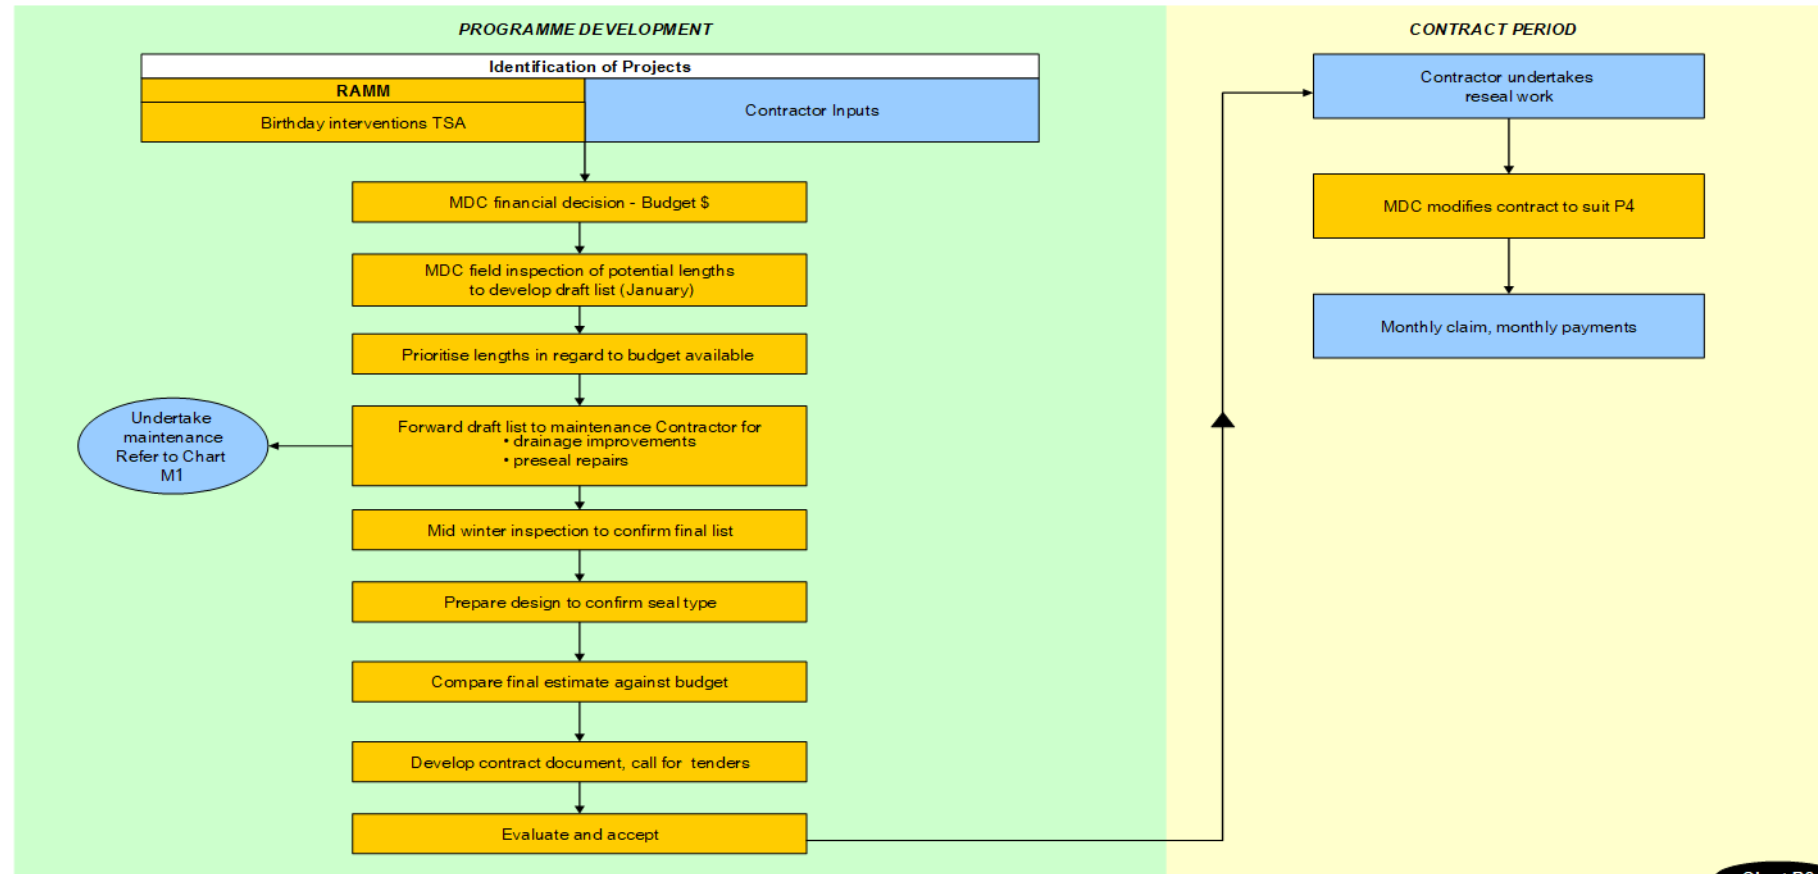 PROGRAMME DEVELOPMENT
Identification of Projects
RAMM
Birthday interventions TSA
Contractor Inputs
MDC financial decision - Budget $
MDC field inspection of potential lengths
to develop draft list (January)
Prioritise lengths in regard to budget available
Forward draft list to maintenance Contractor for
• drainage improvements
• preseal repairs
Undertake
maintenance
Refer to Chart
M1
Mid winter inspection to confirm final list
Prepare design to confirm seal type
Compare final estimate against budget
Develop contract document, call for tenders
Evaluate and accept
CONTRACT PERIOD
Contractor undertakes
reseal work
MDC modifies contract to suit P4
Monthly claim, monthly payments